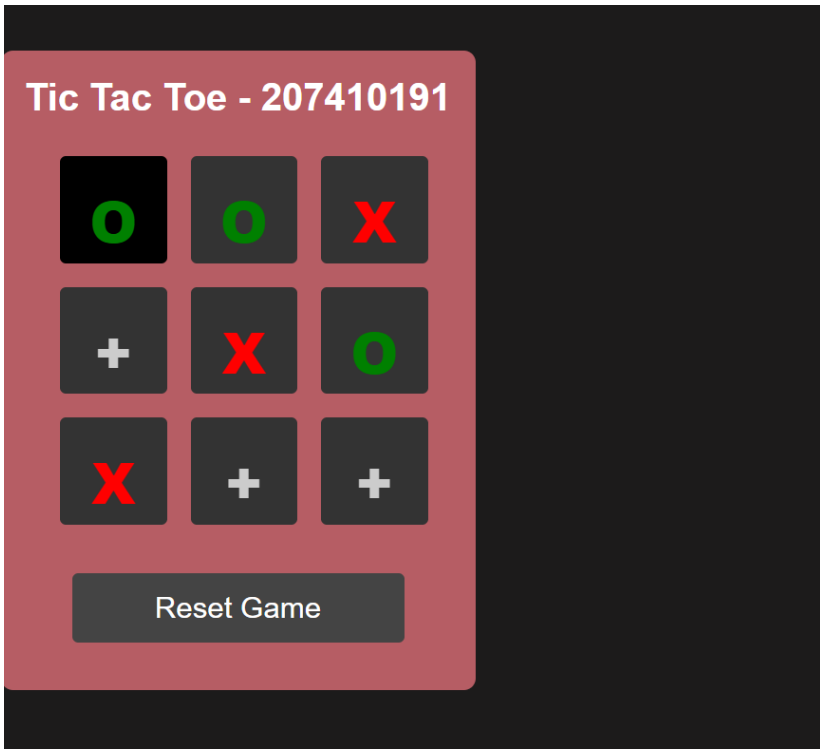 Tic Tac Toe - 207410191
o o x
+ x o
x + +
Reset Game